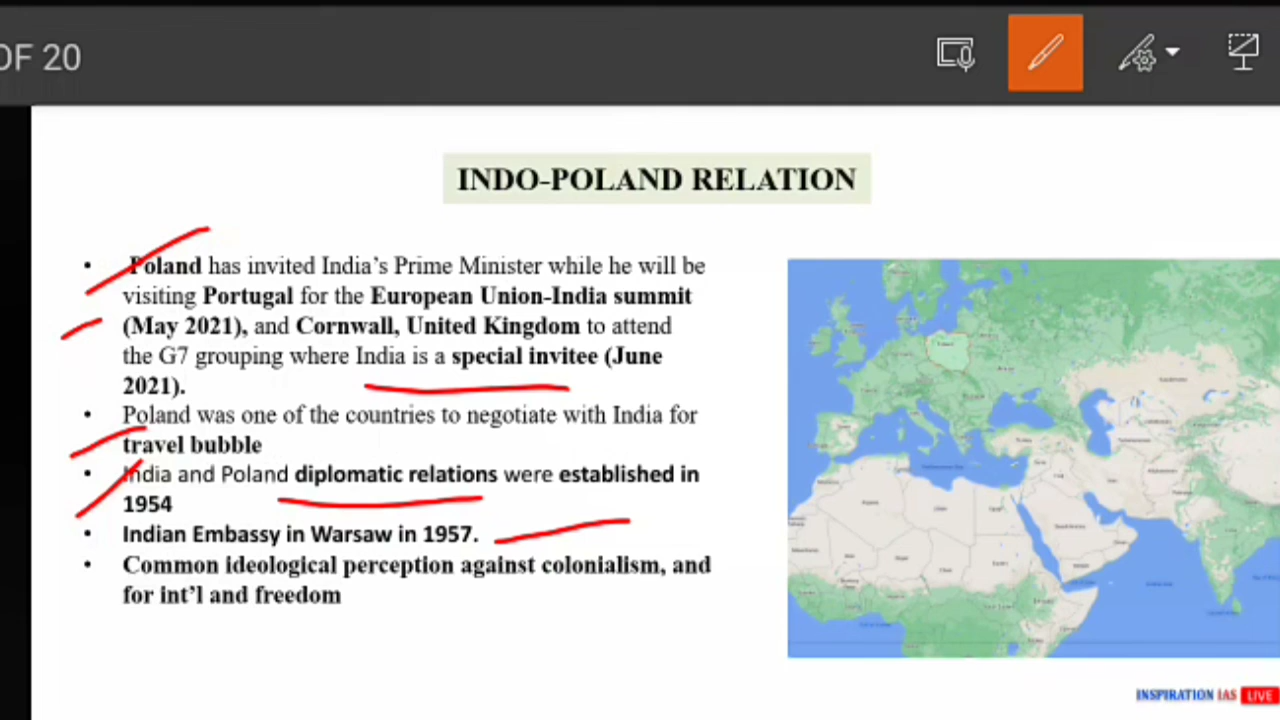 OF 20
INDO-POLAND RELATION
• Poland has invited India's Prime Minister while he will be
visiting Portugal for the European Union-India summit
(May 2021), and Cornwall, United Kingdom to attend
the G7 grouping where India is a special invitee (June
2021).
• Poland was one of the countries to negotiate with India for
travel bubble
• India and Poland diplomatic relations were established in
1954
• Indian Embassy in Warsaw in 1957.
• Common ideological perception against colonialism, and
for int'l and freedom
INSPIRATION IAS LIVE